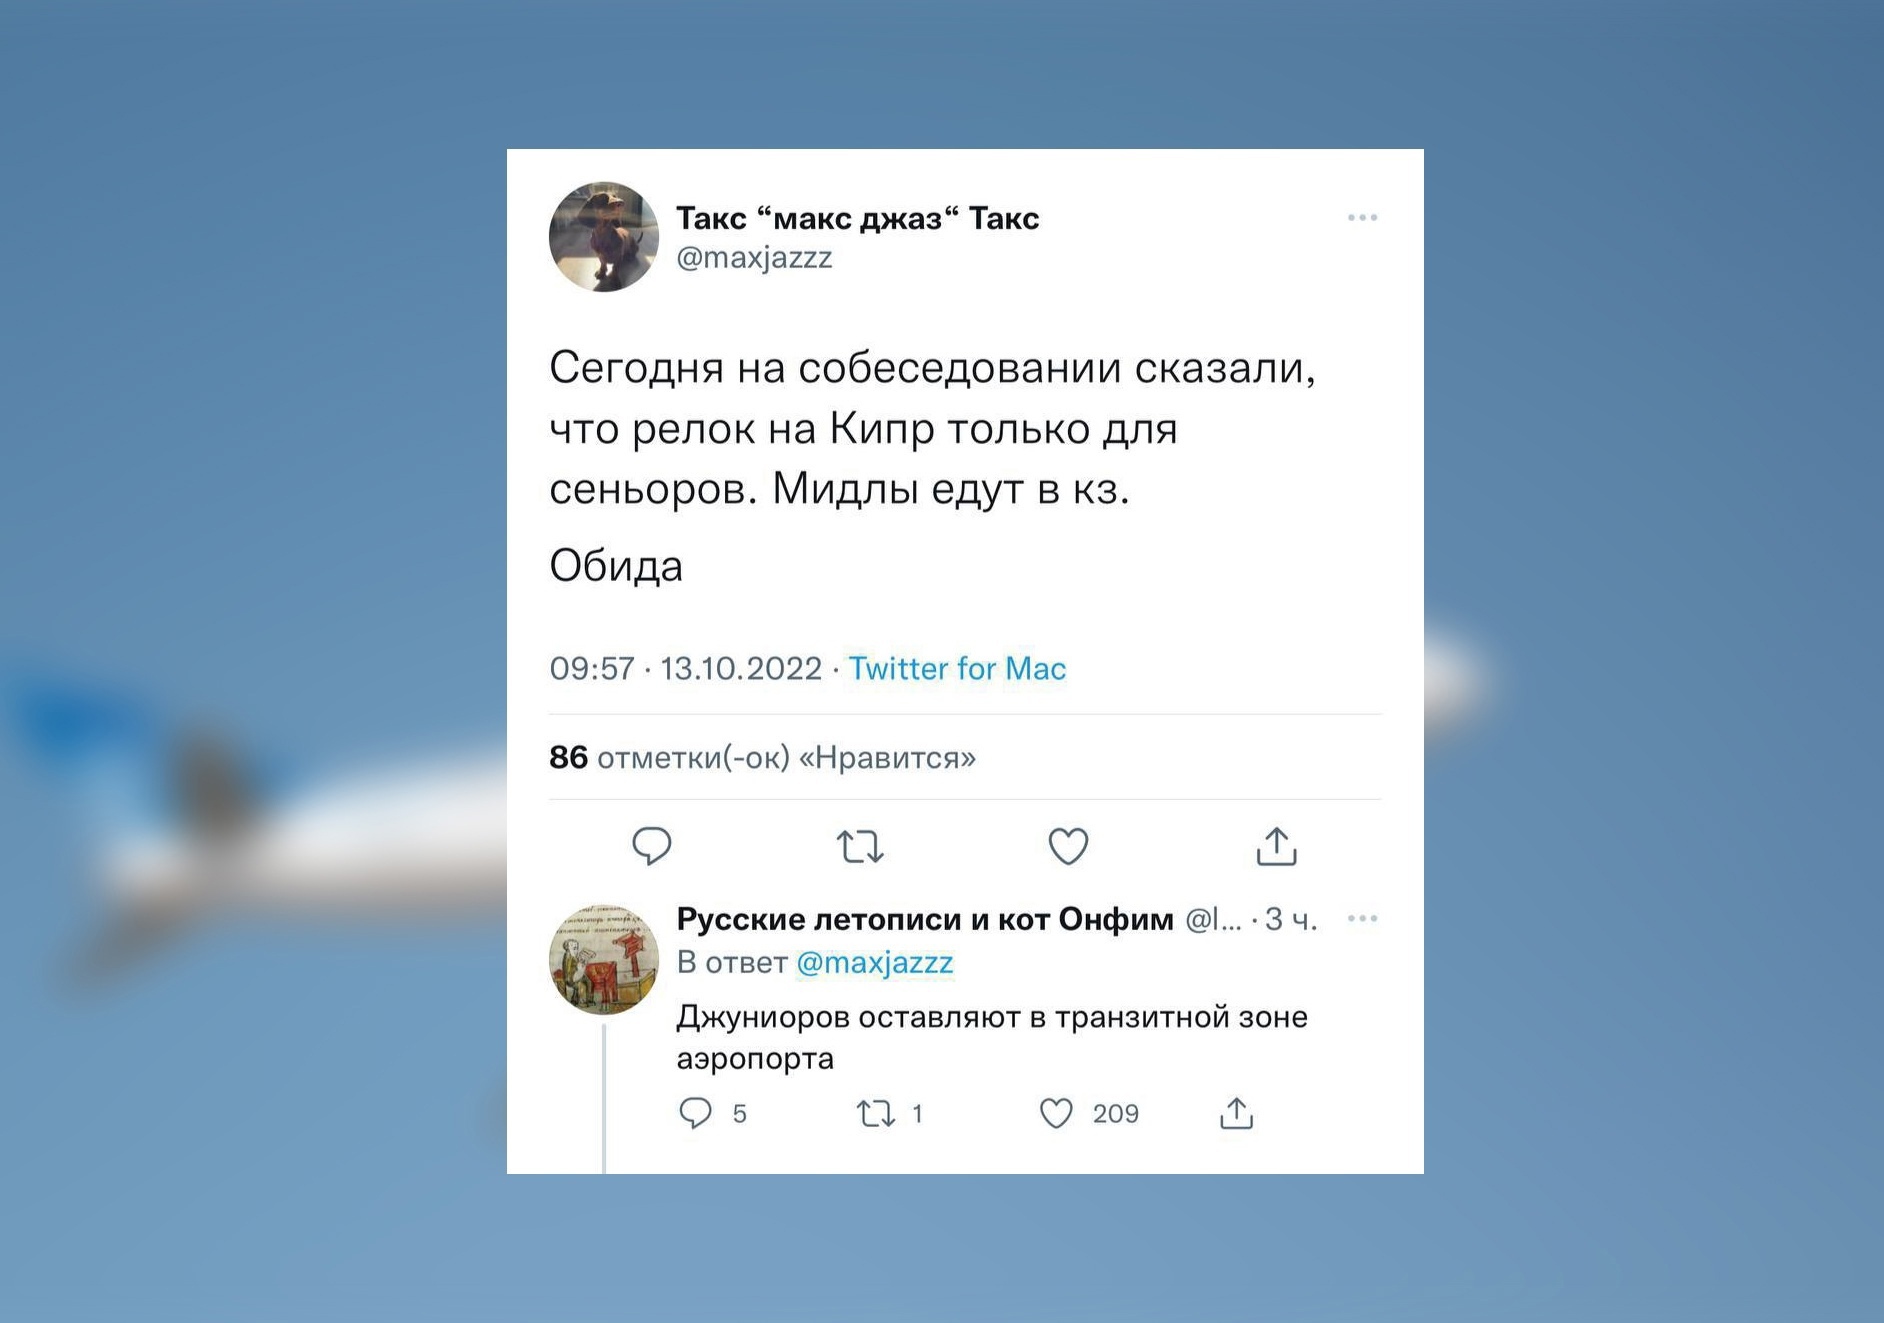 Такс “макс джаз“ Такс
@maxjazzz
Сегодня на собеседовании сказали,
что релок на Кипр только для
сеньоров. Мидлы едут в кз.
Обида
09:57 · 13.10.2022 · Twitter for Mac
86 отметки(-ок) «Нравится»
Русские летописи и кот Онфим @l... · 3 ч.
В ответ @maxjazzz
Джуниоров оставляют в транзитной зоне
аэропорта
5 1 209